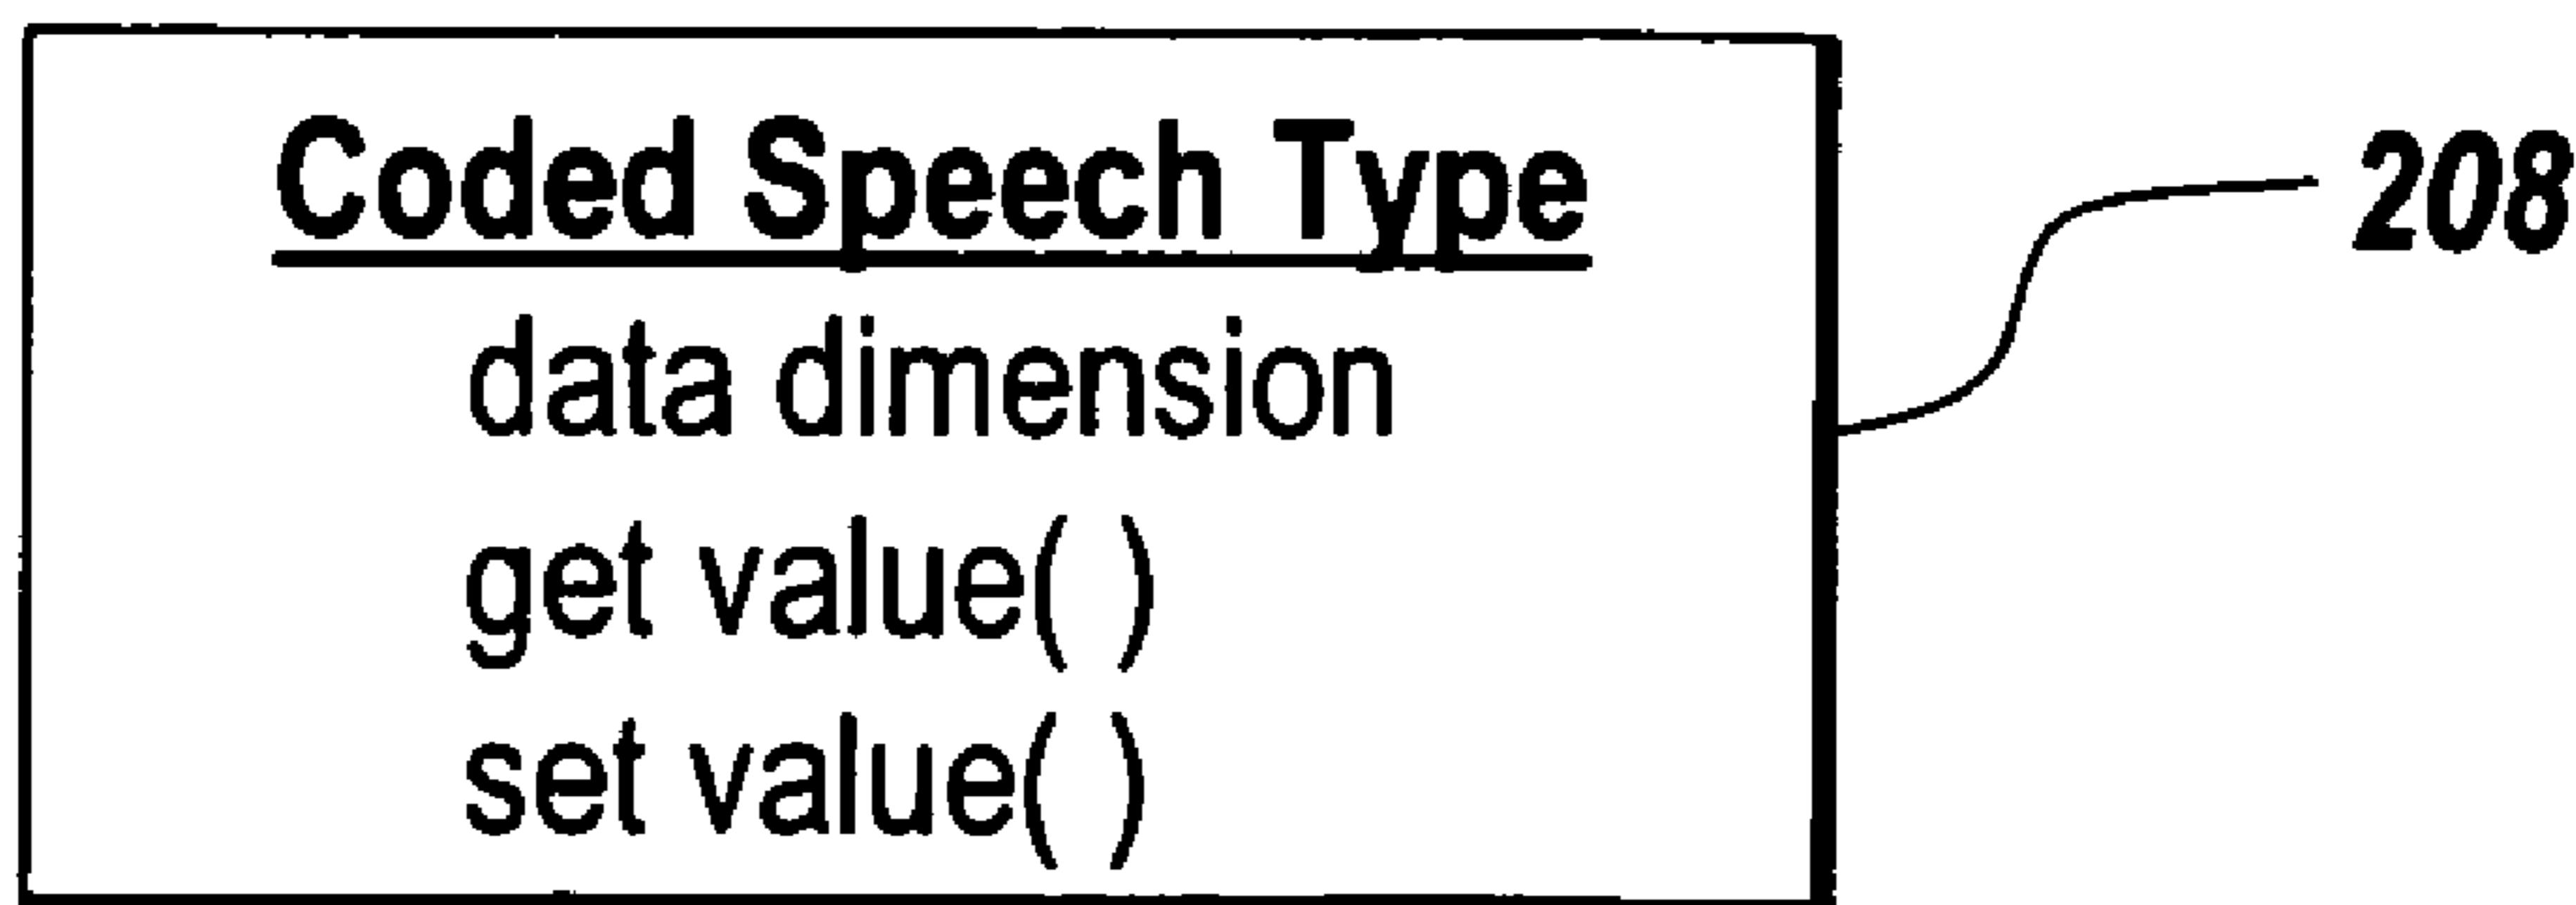 Coded Speech Type
208
data dimension
get value( )
set value( )